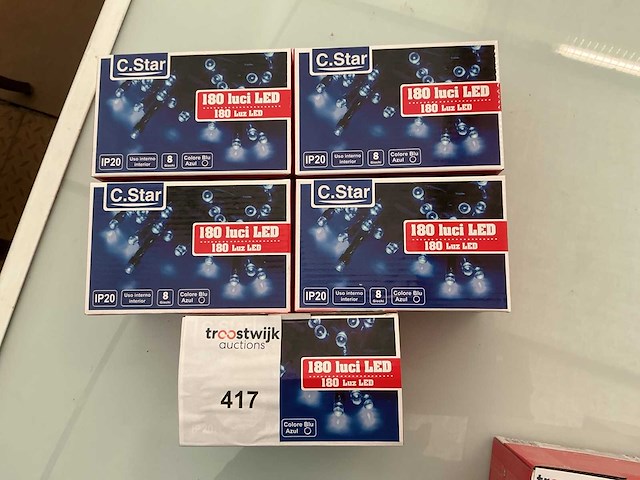 C.Star
180 luci LED
180 Luz LED
IP20
Uso interno
interior
8
Colore Blu
Azul
C.Star
180 luci LED
180 Luz LED
IP20
Uso interno
interior
8
Colore Blu
Azul
C.Star
180 luci LED
180 Luz LED
IP20
Uso interno
interior
8
Colore Blu
Azul
C.Star
180 luci LED
180 Luz LED
IP20
Uso interno
interior
8
Colore Blu
Azul
troostwijk
auctions
417
180 luci LED
180 Luz LED
Colore Blu
Azul